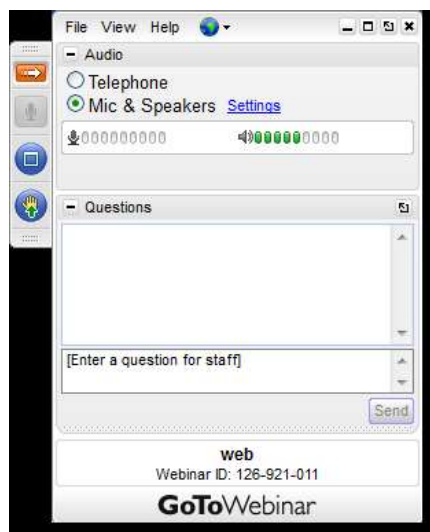 File View Help
Audio
Telephone
Mic & Speakers Settings
Questions
[Enter a question for staff]
Send
web
Webinar ID: 126-921-011
GoToWebinar